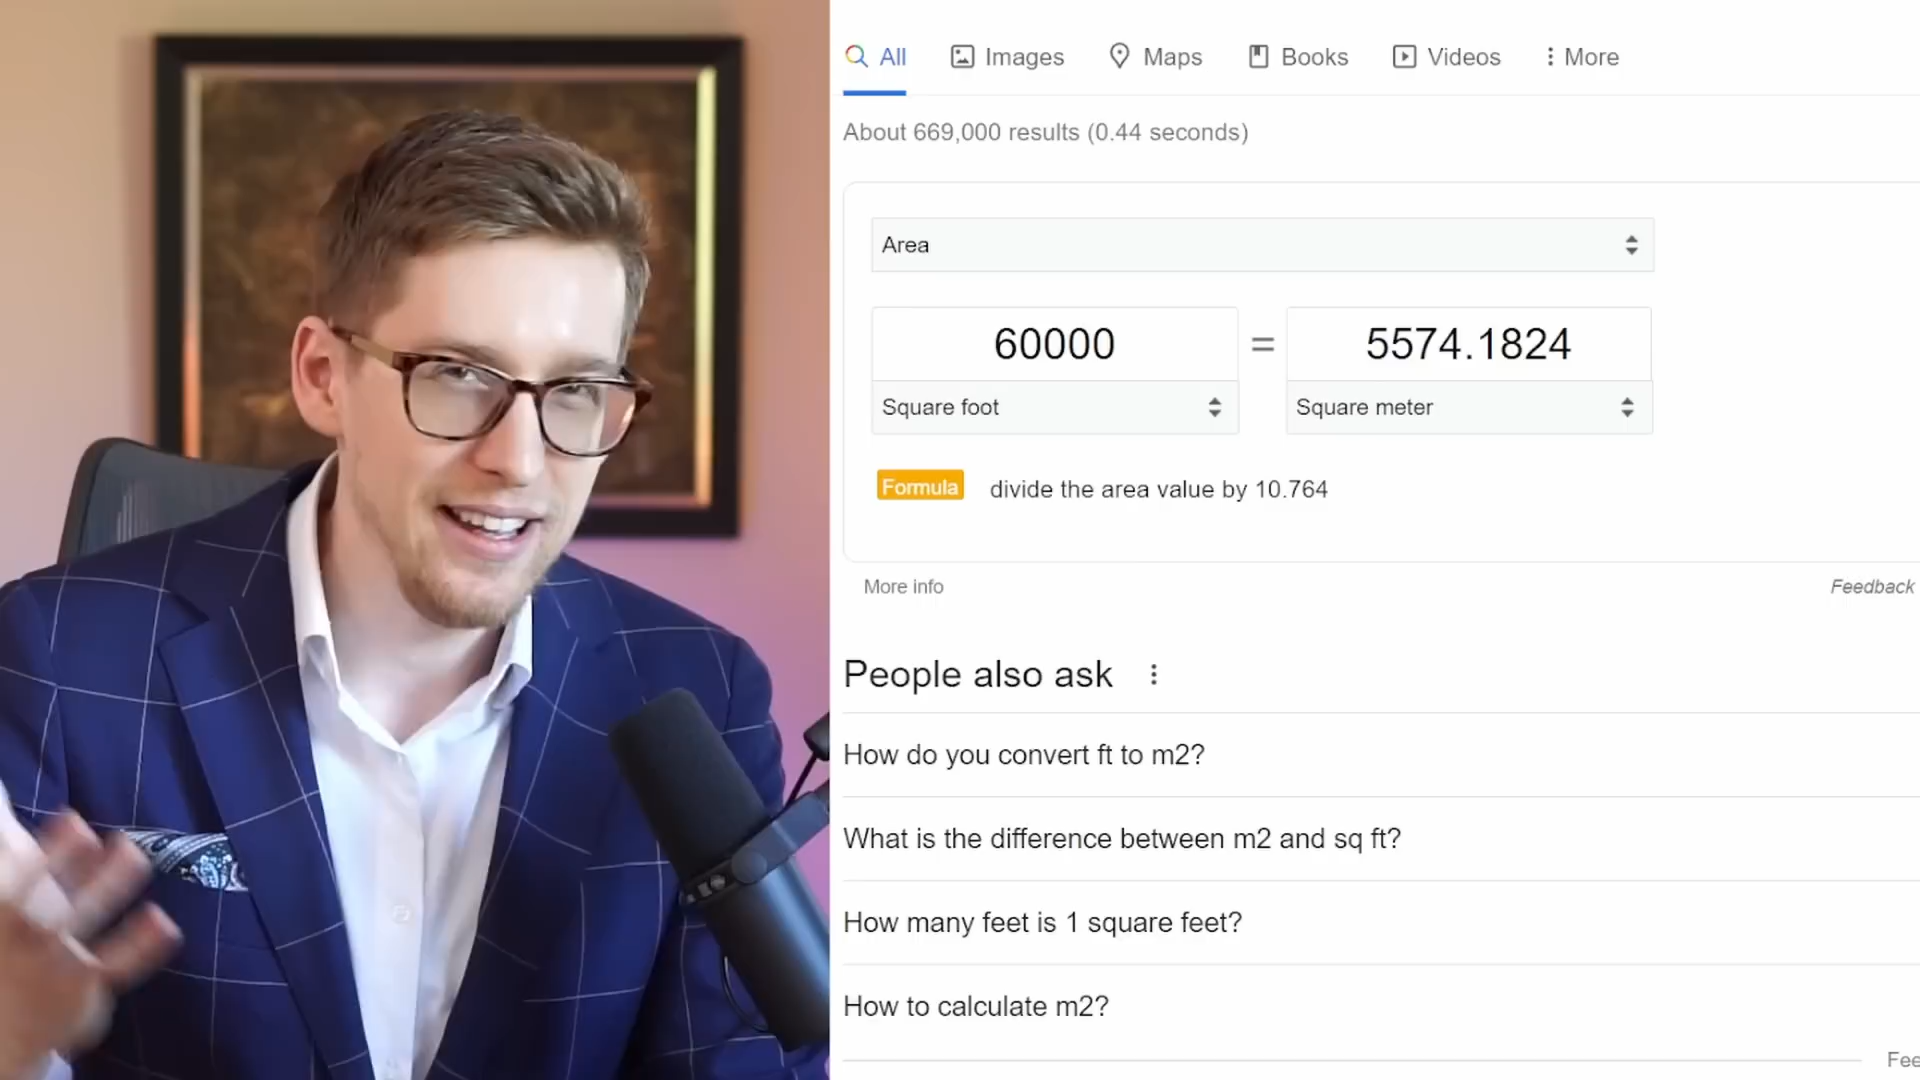 All Images Maps Books Videos More
About 669,000 results (0.44 seconds)
Area
60000 = 5574.1824
Square foot Square meter
Formula divide the area value by 10.764
More info Feedback
People also ask
How do you convert ft to m2?
What is the difference between m2 and sq ft?
How many feet is 1 square feet?
How to calculate m2?